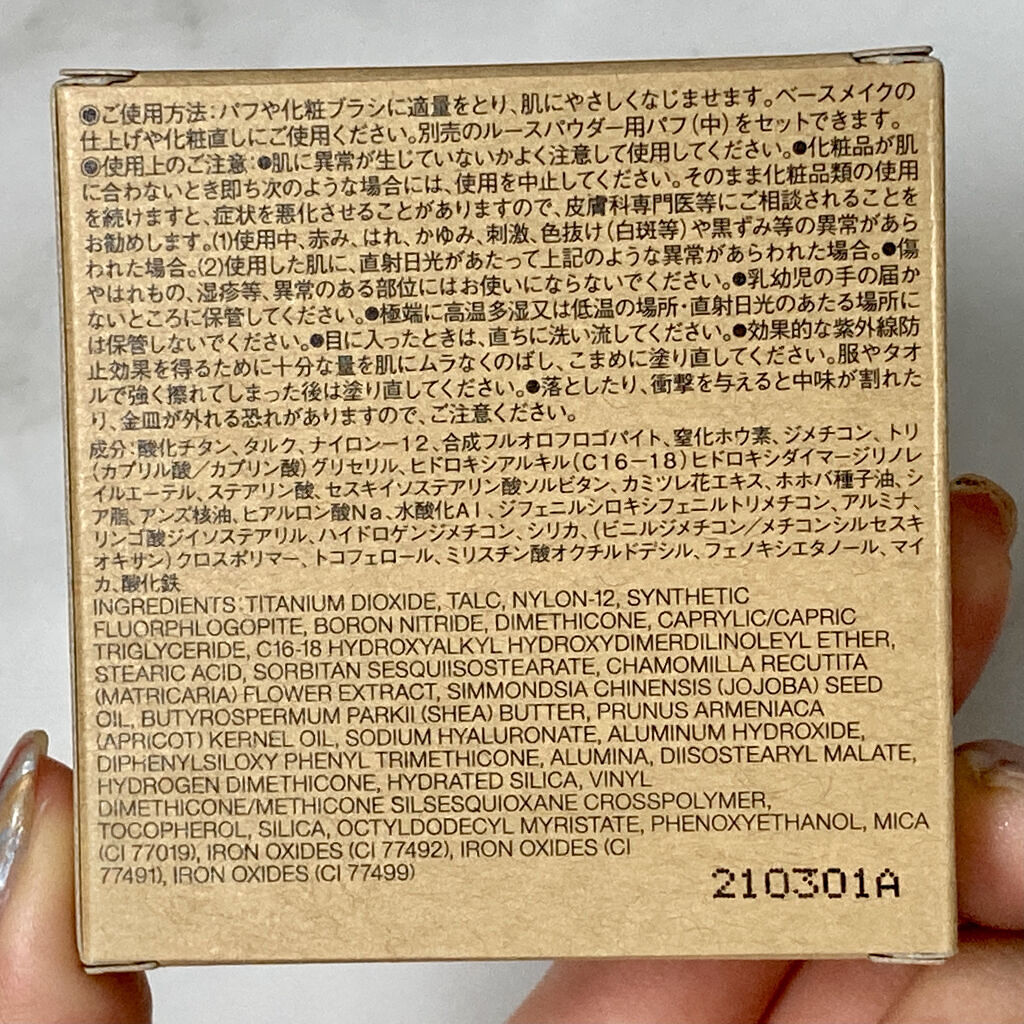 ◉ご使用方法：パフや化粧ブラシに適量をとり、肌にやさしくなじませます。ベースメイクの
仕上げや化粧直しにご使用ください。別売のルースパウダー用パフ（中）をセットできます。
◉使用上のご注意：●肌に異常が生じていないかよく注意して使用してください。●化粧品が肌
に合わないとき即ち次のような場合には、使用を中止してください。そのまま化粧品類の使用
を続けますと、症状を悪化させることがありますので、皮膚科専門医等にご相談されることを
お勧めします。(1)使用中、赤み、はれ、かゆみ、刺激、色抜け（白斑等）や黒ずみ等の異常があら
われた場合。(2)使用した肌に、直射日光があたって上記のような異常があらわれた場合。●傷
やはれもの、湿疹等、異常のある部位にはお使いにならないでください。●乳幼児の手の届か
ないところに保管してください。●極端に高温多湿又は低温の場所・直射日光のあたる場所に
は保管しないでください。●目に入ったときは、直ちに洗い流してください。●効果的な紫外線防
止効果を得るために十分な量を肌にムラなくのばし、こまめに塗り直してください。服やタオ
ルで強く擦れてしまった後は塗り直してください。●落としたり、衝撃を与えると中味が割れた
り、金皿が外れる恐れがありますので、ご注意ください。
成分：酸化チタン、タルク、ナイロン－１２、合成フルオロフロゴパイト、窒化ホウ素、ジメチコン、トリ
（カプリル酸／カプリン酸）グリセリル、ヒドロキシアルキル（Ｃ１６－１８）ヒドロキシダイマージリノレ
イルエーテル、ステアリン酸、セスキイソステアリン酸ソルビタン、カミツレ花エキス、ホホバ種子油、シ
ア脂、アンズ核油、ヒアルロン酸Ｎａ、水酸化Ａｌ、ジフェニルシロキシフェニルトリメチコン、アルミナ、
リンゴ酸ジイソステアリル、ハイドロゲンジメチコン、シリカ、（ビニルジメチコン／メチコンシルセスキ
オキサン）クロスポリマー、トコフェロール、ミリスチン酸オクチルドデシル、フェノキシエタノール、マイ
カ、酸化鉄
INGREDIENTS:TITANIUM DIOXIDE, TALC, NYLON-12, SYNTHETIC
FLUORPHLOGOPITE, BORON NITRIDE, DIMETHICONE, CAPRYLIC/CAPRIC
TRIGLYCERIDE, C16-18 HYDROXYALKYL HYDROXYDIMERDILINOLEYL ETHER,
STEARIC ACID, SORBITAN SESQUIISOSTEARATE, CHAMOMILLA RECUTITA
(MATRICARIA) FLOWER EXTRACT, SIMMONDSIA CHINENSIS (JOJOBA) SEED
OIL, BUTYROSPERMUM PARKII (SHEA) BUTTER, PRUNUS ARMENIACA
(APRICOT) KERNEL OIL, SODIUM HYALURONATE, ALUMINUM HYDROXIDE,
DIPHENYLSILOXY PHENYL TRIMETHICONE, ALUMINA, DIISOSTEARYL MALATE,
HYDROGEN DIMETHICONE, HYDRATED SILICA, VINYL
DIMETHICONE/METHICONE SILSESQUIOXANE CROSSPOLYMER,
TOCOPHEROL, SILICA, OCTYLDODECYL MYRISTATE, PHENOXYETHANOL, MICA
(CI 77019), IRON OXIDES (CI 77492), IRON OXIDES (CI
77491), IRON OXIDES (CI 77499)
210301A